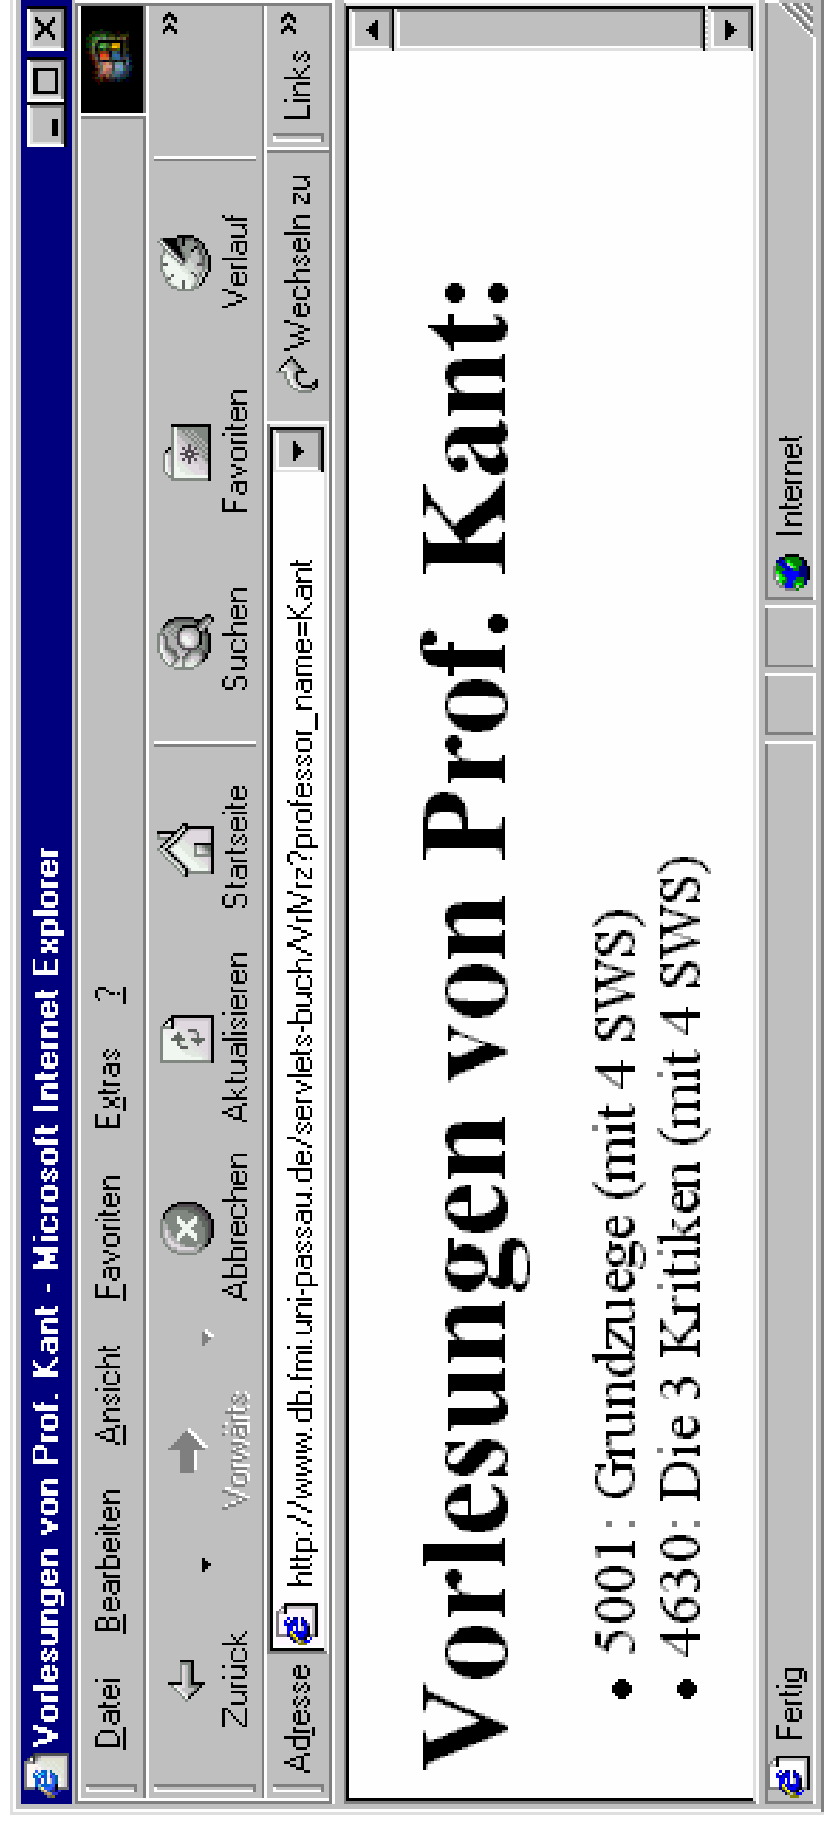 Vorlesungen von Prof. Kant - Microsoft Internet Explorer
Datei Bearbeiten Ansicht Favoriten Extras ?
Zurück Vorwärts Abbrechen Aktualisieren Startseite Suchen Favoriten Verlauf »
Adresse http://www.db.fmi.uni-passau.de/servlets-buch/VrlVrz?professor_name=Kant Wechseln zu Links »
Vorlesungen von Prof. Kant:
• 5001: Grundzuege (mit 4 SWS)
• 4630: Die 3 Kritiken (mit 4 SWS)
Fertig Internet